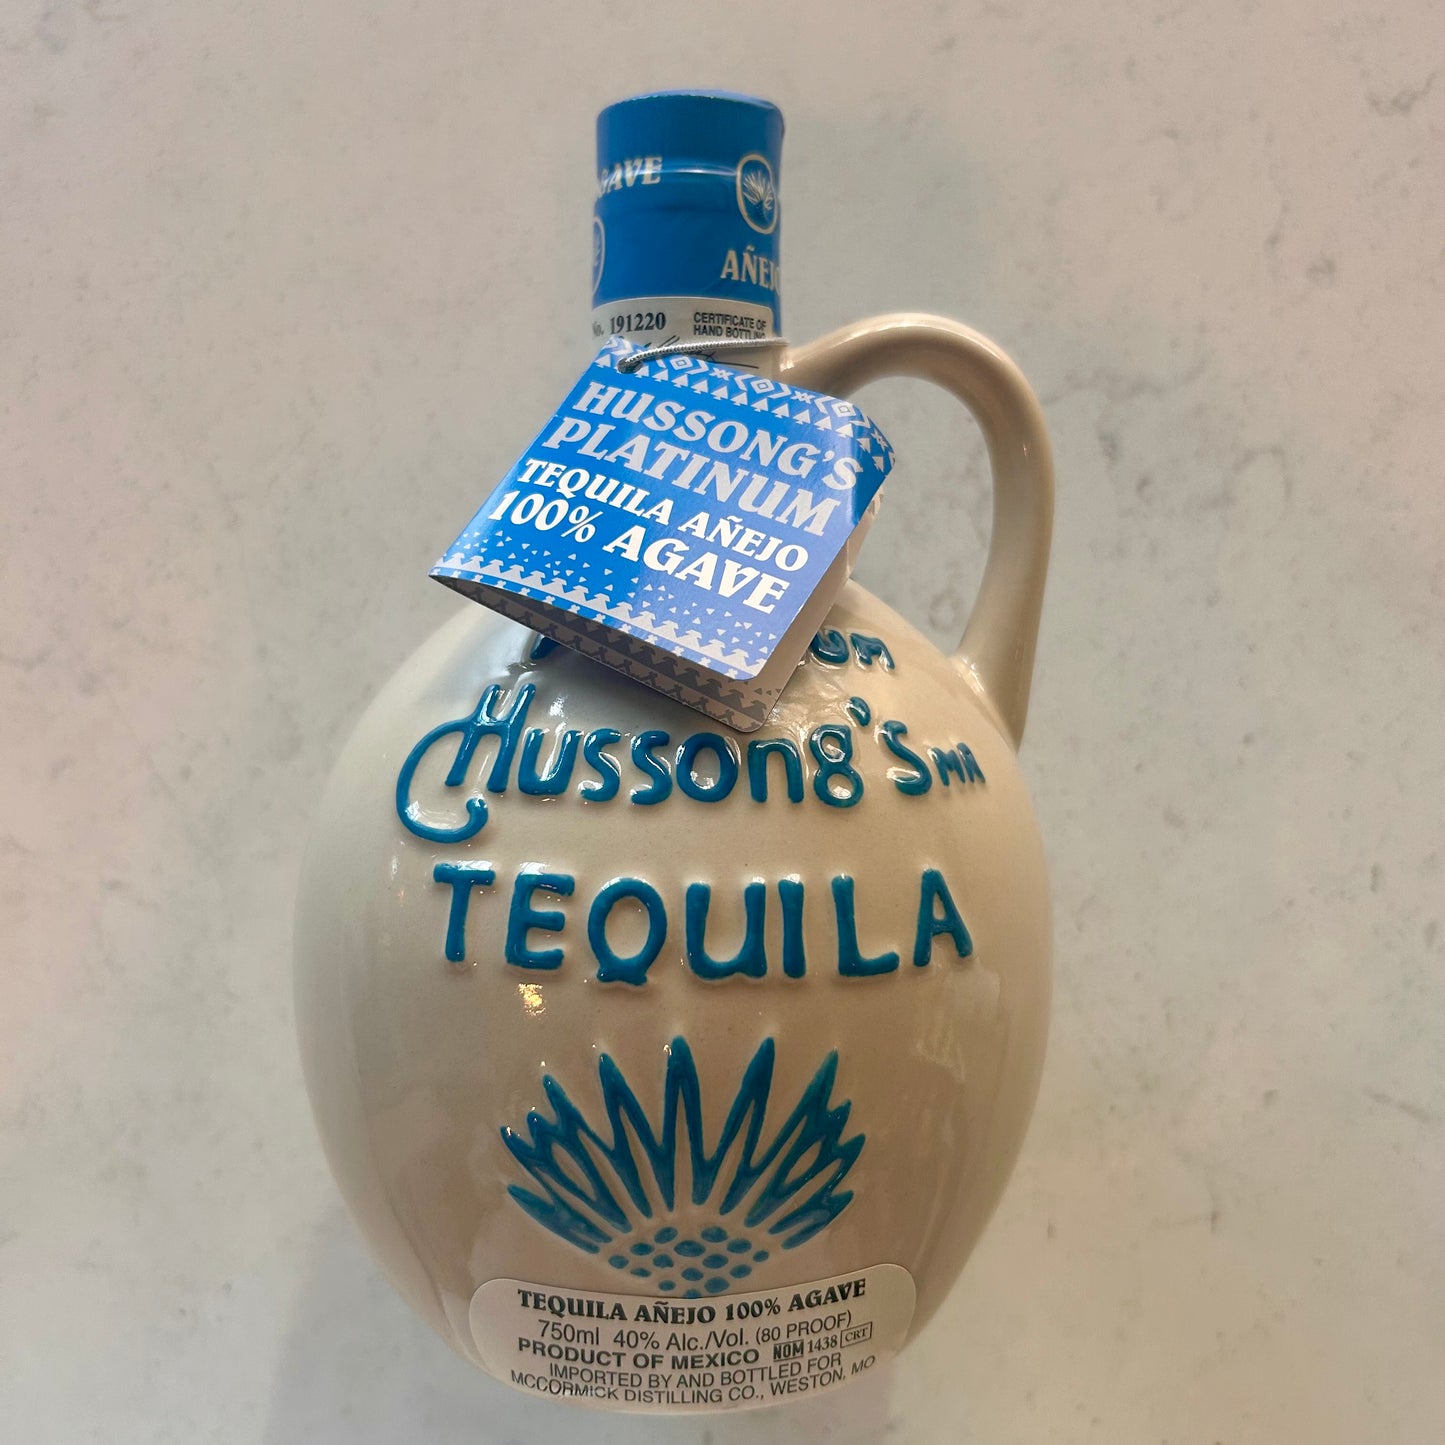 AÑEJO
No. 191220
CERTIFICATE OF
HAND BOTTLING
HUSSONG'S
PLATINUM
TEQUILA AÑEJO
100% AGAVE
Hussong's MR
TEQUILA
TEQUILA AÑEJO 100% AGAVE
750ml 40% Alc./Vol. (80 PROOF)
PRODUCT OF MEXICO NOM 1438 CRT
IMPORTED BY AND BOTTLED FOR
MCCORMICK DISTILLING CO., WESTON, MO